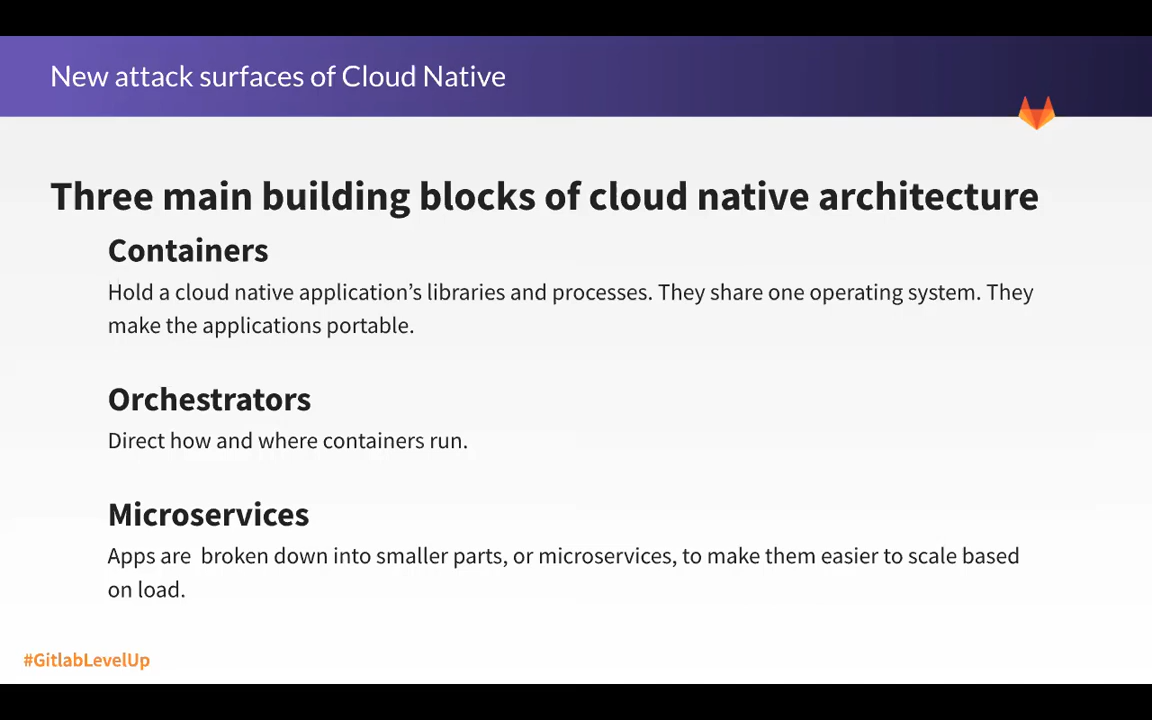 New attack surfaces of Cloud Native
Three main building blocks of cloud native architecture
Containers
Hold a cloud native application’s libraries and processes. They share one operating system. They
make the applications portable.
Orchestrators
Direct how and where containers run.
Microservices
Apps are  broken down into smaller parts, or microservices, to make them easier to scale based
on load.
#GitlabLevelUp